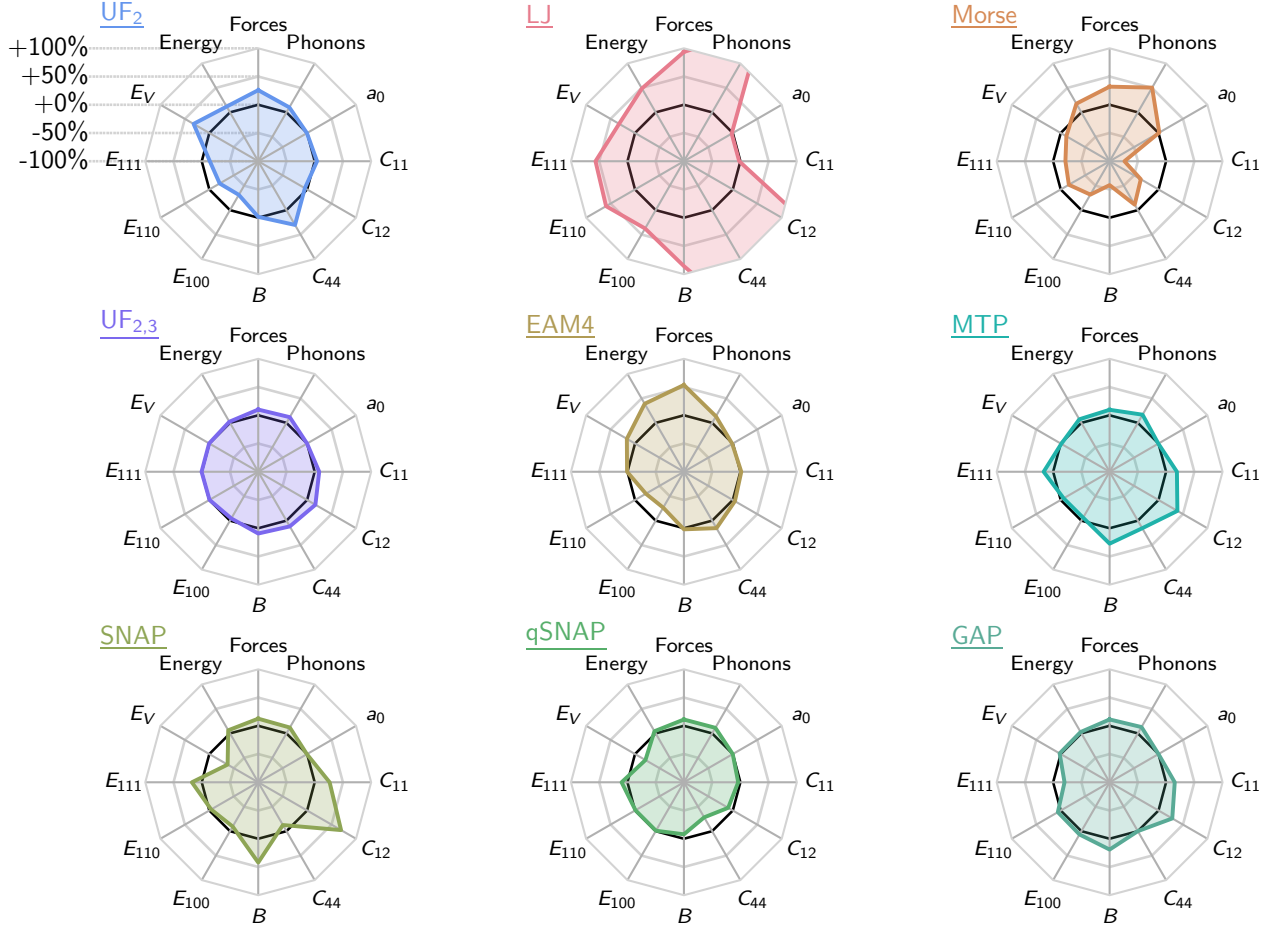 UF2
Forces
Energy
Phonons
+100%
+50%
+0%
-50%
-100%
EV
a0
E111
C11
E110
C12
E100
C44
B
LJ
Forces
Energy
Phonons
EV
a0
E111
C11
E110
C12
E100
C44
B
Morse
Forces
Energy
Phonons
EV
a0
E111
C11
E110
C12
E100
C44
B
UF2,3
Forces
Energy
Phonons
EV
a0
E111
C11
E110
C12
E100
C44
B
EAM4
Forces
Energy
Phonons
EV
a0
E111
C11
E110
C12
E100
C44
B
MTP
Forces
Energy
Phonons
EV
a0
E111
C11
E110
C12
E100
C44
B
SNAP
Forces
Energy
Phonons
EV
a0
E111
C11
E110
C12
E100
C44
B
qSNAP
Forces
Energy
Phonons
EV
a0
E111
C11
E110
C12
E100
C44
B
GAP
Forces
Energy
Phonons
EV
a0
E111
C11
E110
C12
E100
C44
B